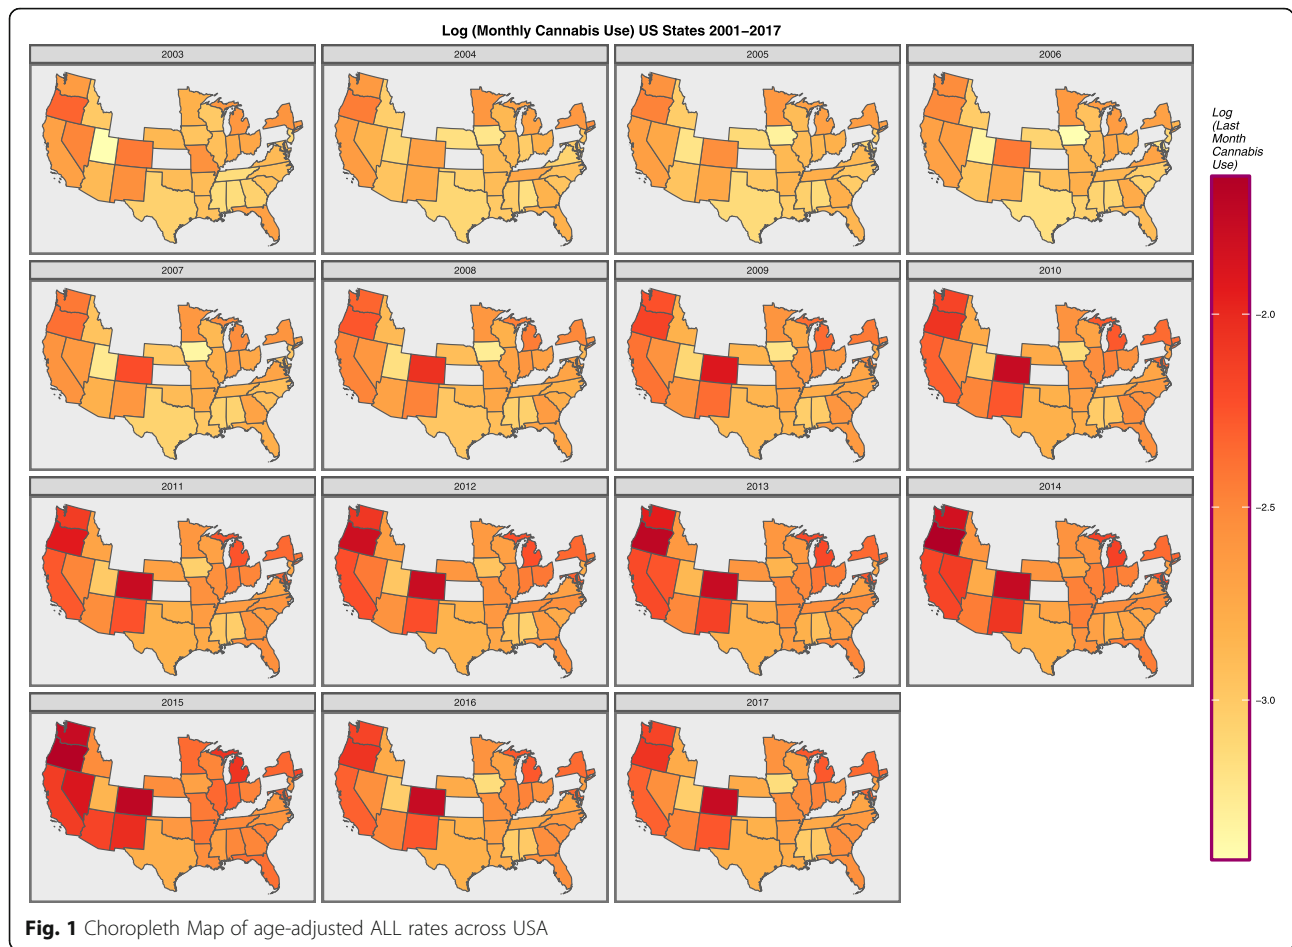 Log (Monthly Cannabis Use) US States 2001–2017
2003
2004
2005
2006
Log
(Last
Month
Cannabis
Use)
-2.0
-2.5
-3.0
2007
2008
2009
2010
2011
2012
2013
2014
2015
2016
2017
Fig. 1 Choropleth Map of age-adjusted ALL rates across USA